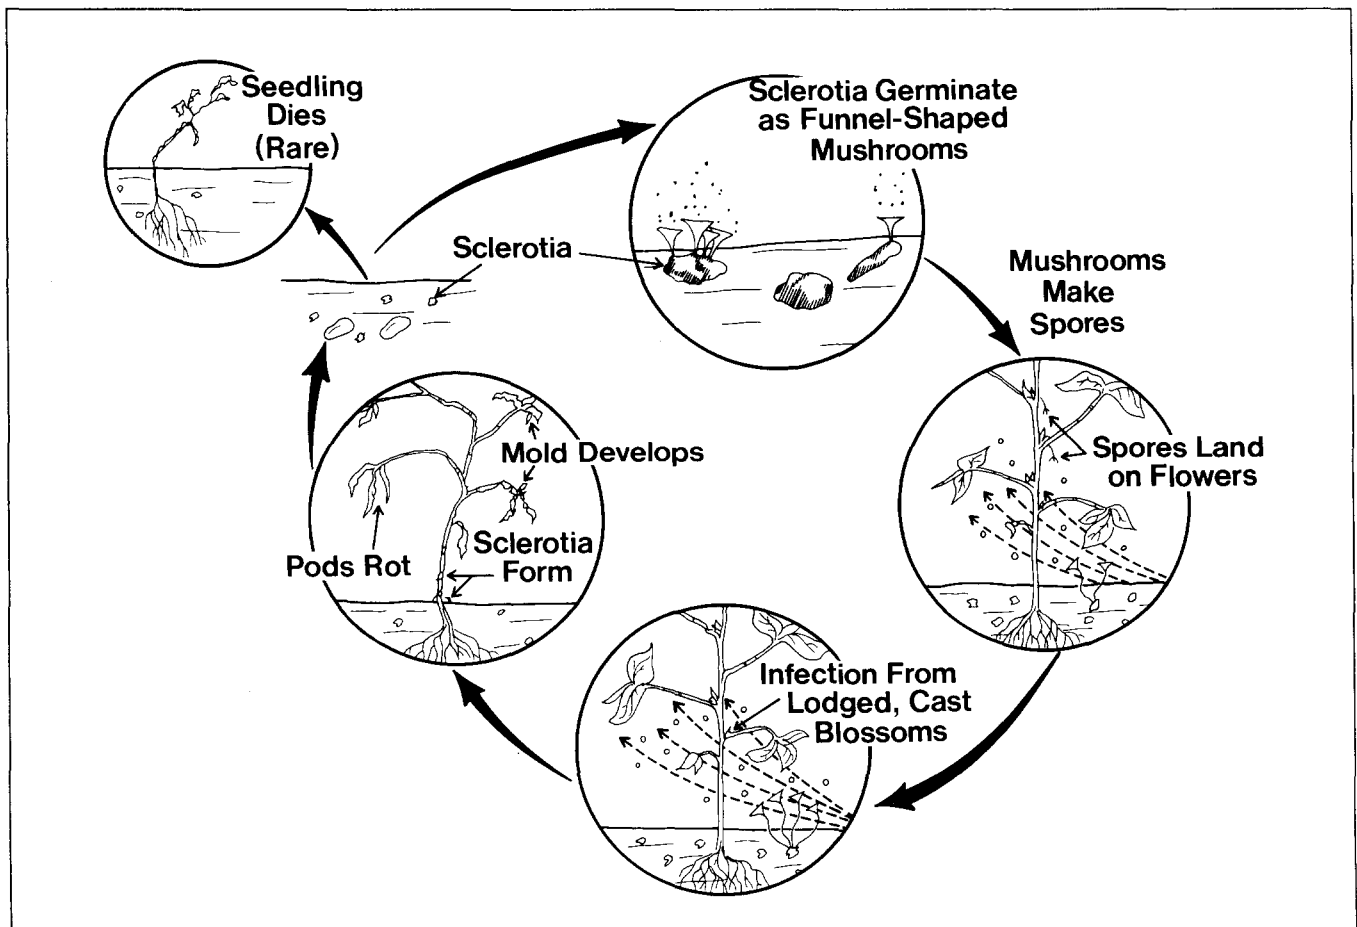 Seedling
Dies
(Rare)
Sclerotia Germinate
as Funnel-Shaped
Mushrooms
Sclerotia
Mushrooms
Make
Spores
Spores Land
on Flowers
Mold Develops
Sclerotia
Form
Pods Rot
Infection From
Lodged, Cast
Blossoms